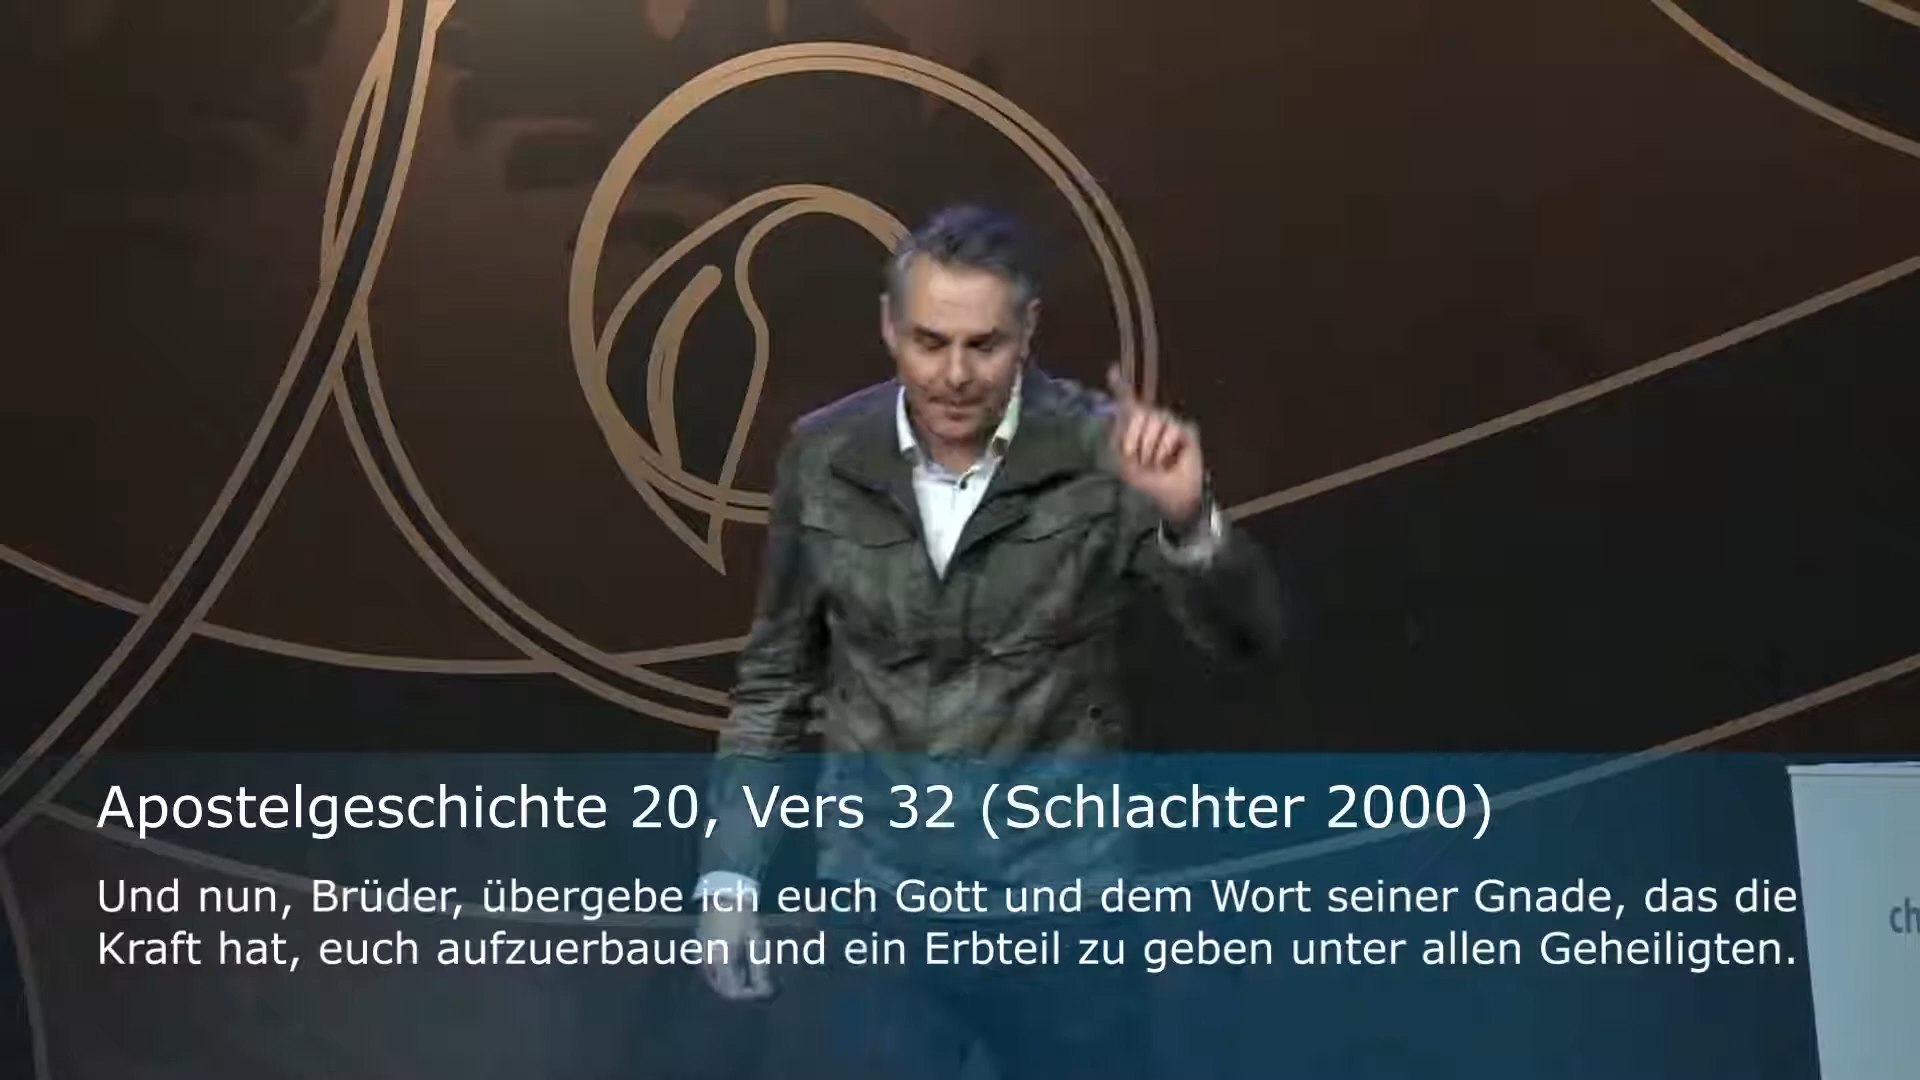 Apostelgeschichte 20, Vers 32 (Schlachter 2000)
Und nun, Brüder, übergebe ich euch Gott und dem Wort seiner Gnade, das die
Kraft hat, euch aufzuerbauen und ein Erbteil zu geben unter allen Geheiligten.
ch